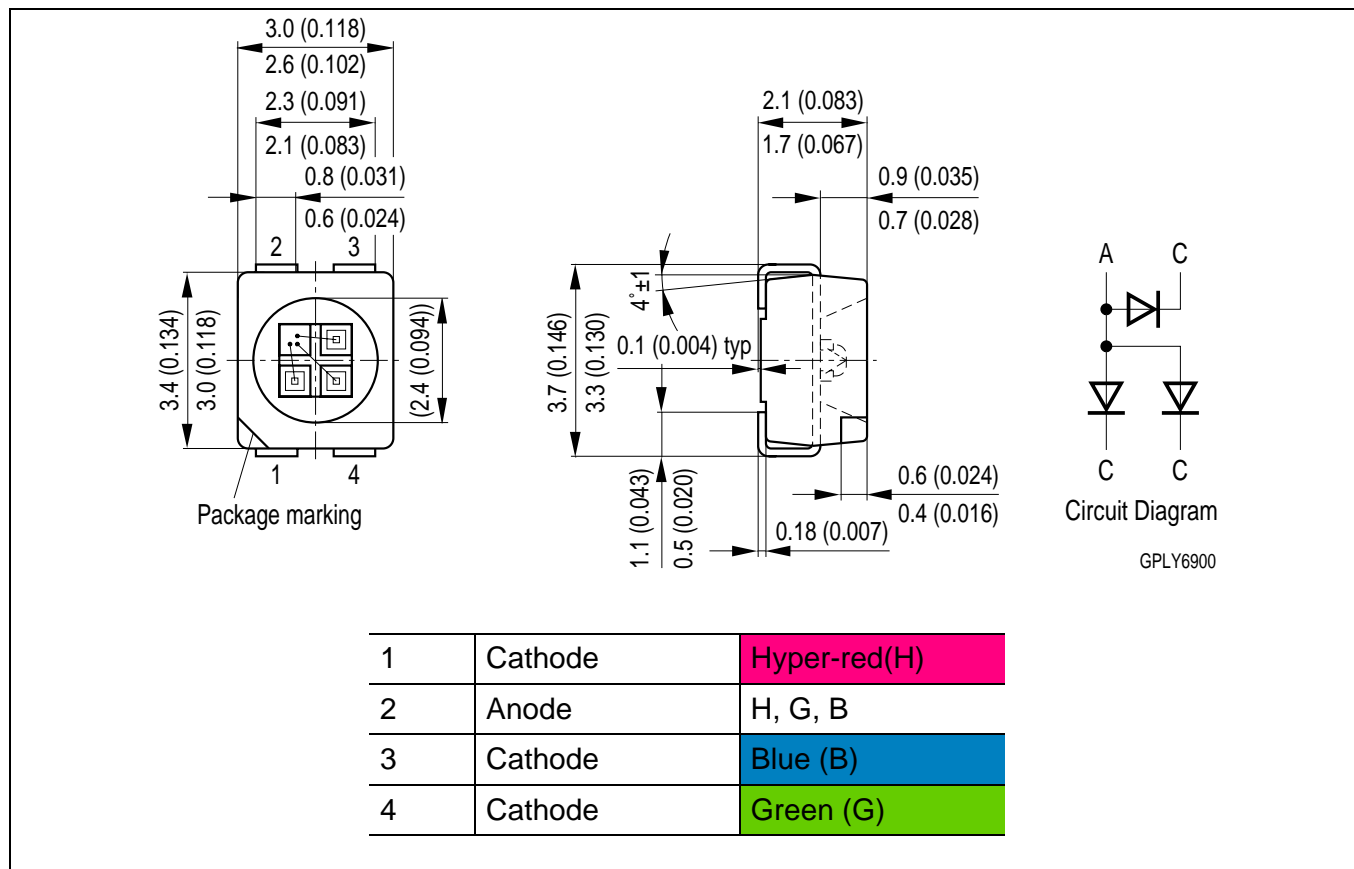 3.0 (0.118)
2.6 (0.102)
2.3 (0.091)
2.1 (0.083)
0.8 (0.031)
0.6 (0.024)
2
3
3.4 (0.134)
3.0 (0.118)
(2.4 (0.094))
1
4
Package marking
2.1 (0.083)
1.7 (0.067)
0.9 (0.035)
0.7 (0.028)
4°±1
3.7 (0.146)
3.3 (0.130)
0.1 (0.004) typ
1.1 (0.043)
0.5 (0.020)
0.6 (0.024)
0.4 (0.016)
0.18 (0.007)
A C
C C
Circuit Diagram
GPLY6900
1 Cathode Hyper-red(H)
2 Anode H, G, B
3 Cathode Blue (B)
4 Cathode Green (G)